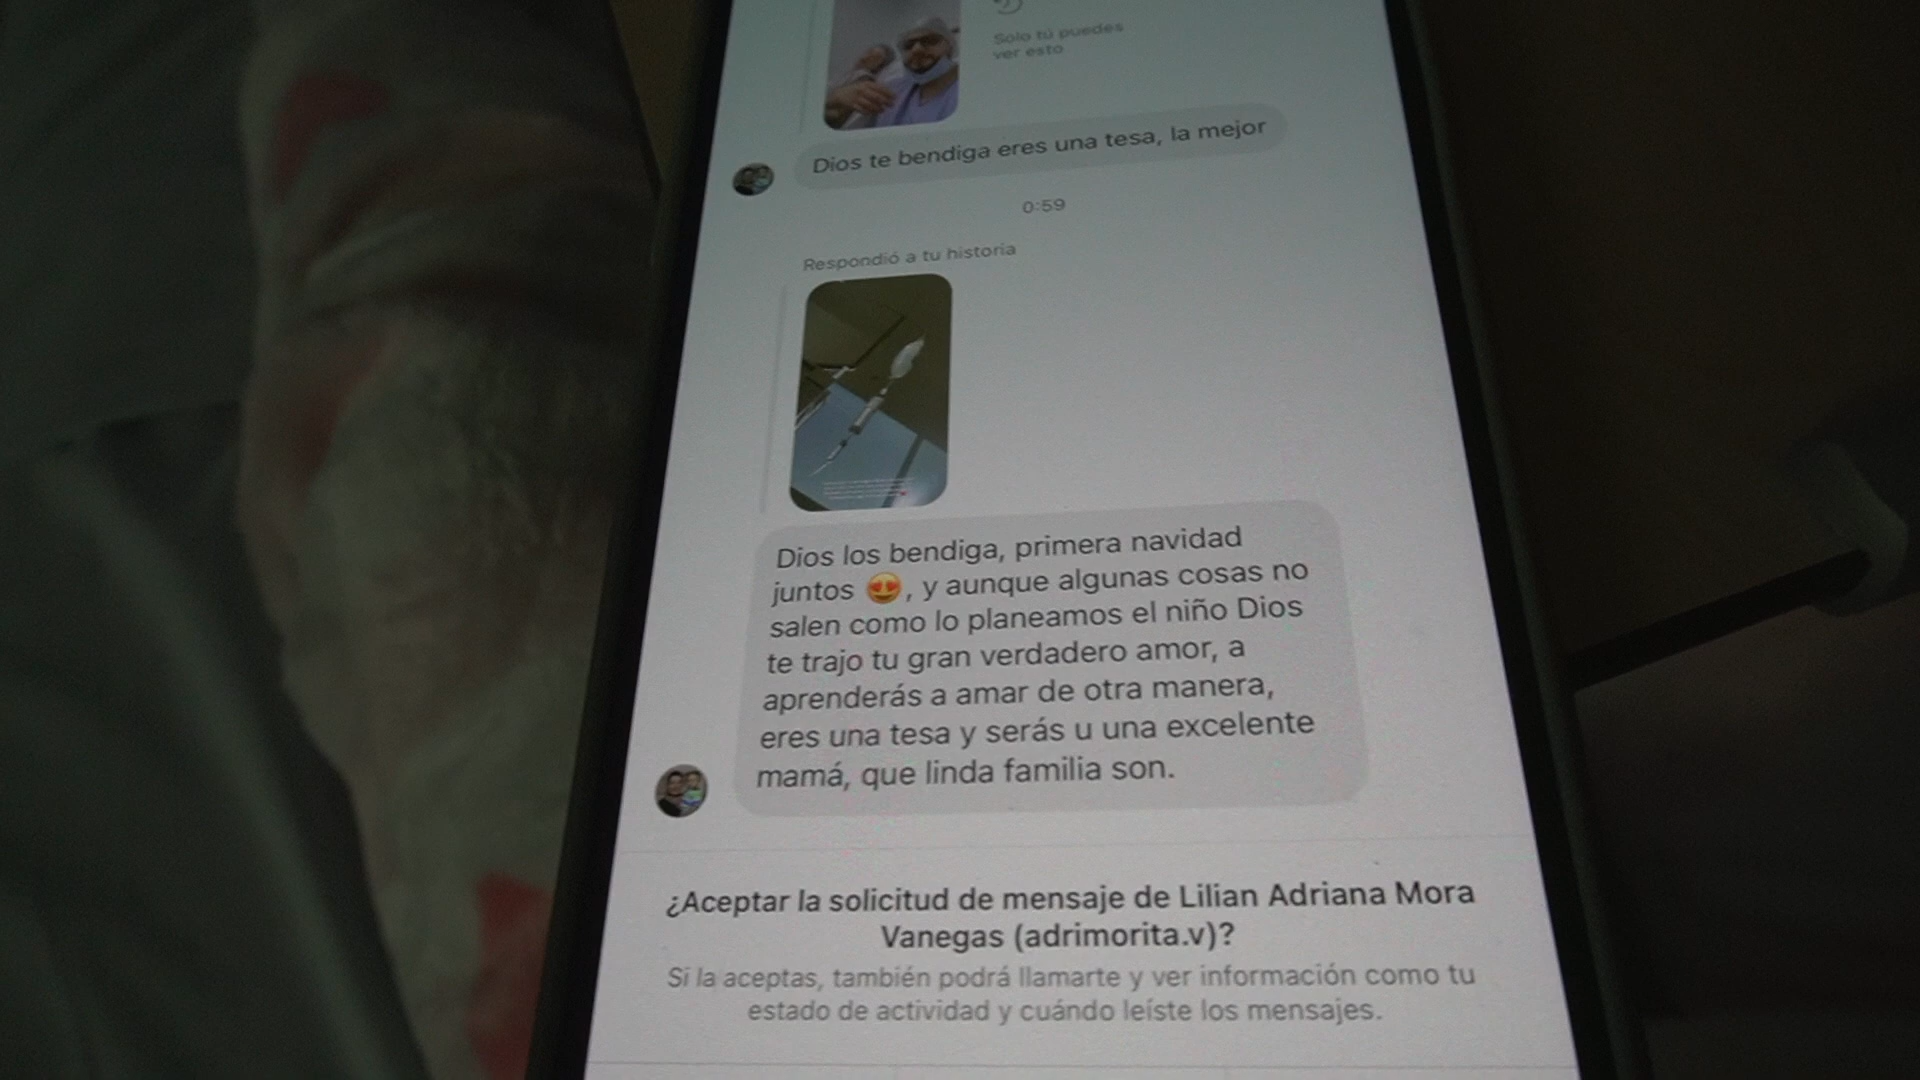 Solo tú puedes
ver esto
Dios te bendiga eres una tesa, la mejor
0:59
Respondió a tu historia
Dios los bendiga, primera navidad
juntos 😍, y aunque algunas cosas no
salen como lo planeamos el niño Dios
te trajo tu gran verdadero amor, a
aprenderás a amar de otra manera,
eres una tesa y serás u una excelente
mamá, que linda familia son.
¿Aceptar la solicitud de mensaje de Lilian Adriana Mora
Vanegas (adrimorita.v)?
Si la aceptas, también podrá llamarte y ver información como tu
estado de actividad y cuándo leíste los mensajes.